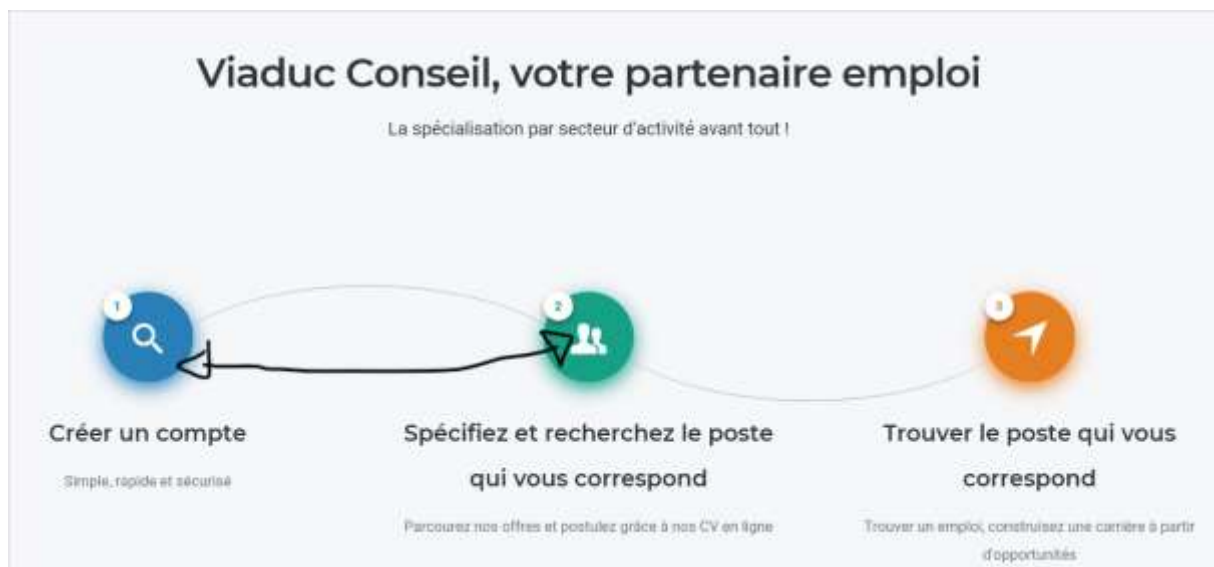 Viaduc Conseil, votre partenaire emploi
La spécialisation par secteur d'activité avant tout !
1
2
3
Créer un compte
Simple, rapide et sécurisé
Spécifiez et recherchez le poste
qui vous correspond
Parcourez nos offres et postulez grâce à nos CV en ligne
Trouver le poste qui vous
correspond
Trouver un emploi, construisez une carrière à partir
d'opportunités